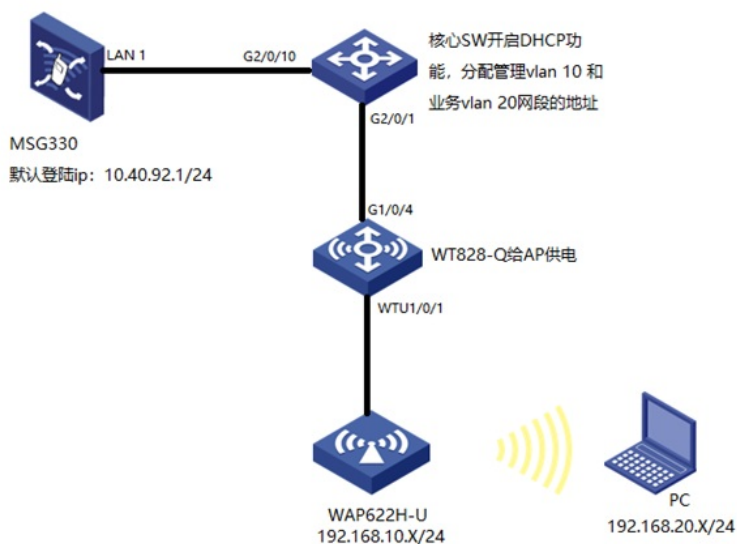 LAN 1
G2/0/10
核心SW开启DHCP功
能，分配管理vlan 10 和
业务vlan 20网段的地址
G2/0/1
MSG330
默认登陆ip：10.40.92.1/24
G1/0/4
WT828-Q给AP供电
WTU1/0/1
WAP622H-U
192.168.10.X/24
PC
192.168.20.X/24